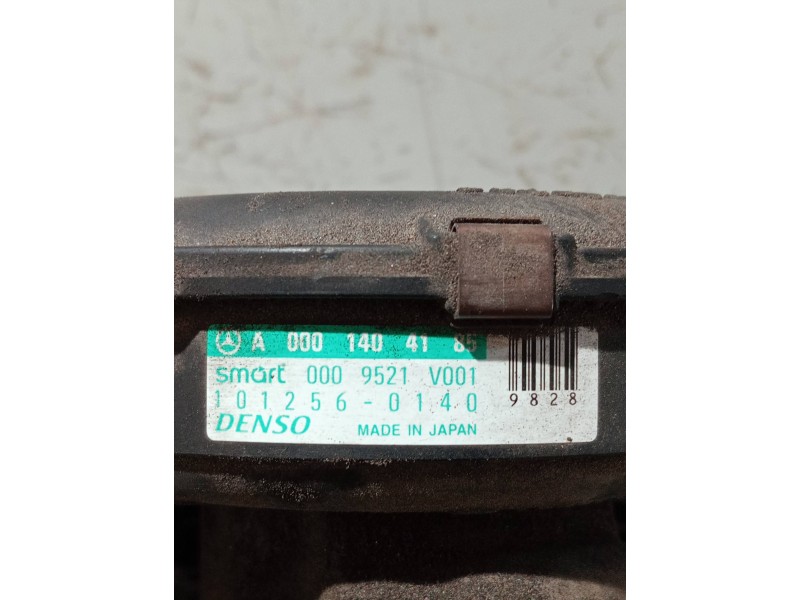 A 000 140 41 85
smart 000 9521 V001
101256-0140
9828
DENSO MADE IN JAPAN